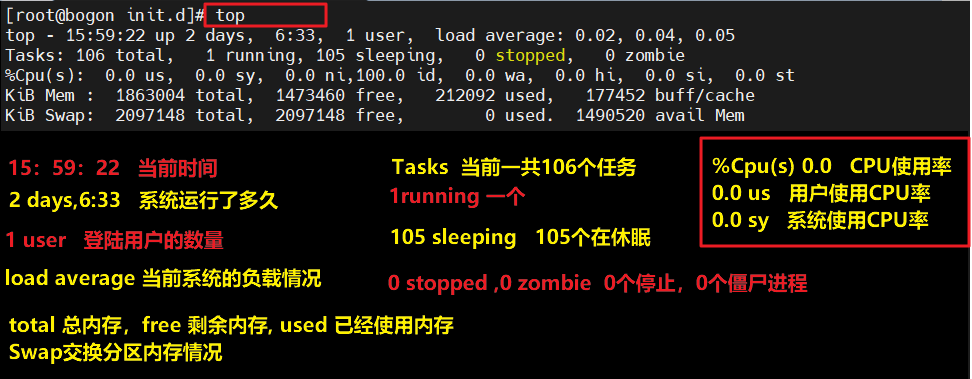 [root@bogon init.d]# top
top - 15:59:22 up 2 days,  6:33,  1 user,  load average: 0.02, 0.04, 0.05
Tasks: 106 total,   1 running, 105 sleeping,   0 stopped,   0 zombie
%Cpu(s):  0.0 us,  0.0 sy,  0.0 ni,100.0 id,  0.0 wa,  0.0 hi,  0.0 si,  0.0 st
KiB Mem :  1863004 total,  1473460 free,   212092 used,   177452 buff/cache
KiB Swap:  2097148 total,  2097148 free,        0 used.  1490520 avail Mem
15：59：22 当前时间
2 days,6:33 系统运行了多久
1 user 登陆用户的数量
load average 当前系统的负载情况
total 总内存，free 剩余内存, used 已经使用内存
Swap交换分区内存情况
Tasks 当前一共106个任务
1running 一个
105 sleeping 105个在休眠
0 stopped ,0 zombie 0个停止，0个僵尸进程
%Cpu(s) 0.0 CPU使用率
0.0 us 用户使用CPU率
0.0 sy 系统使用CPU率